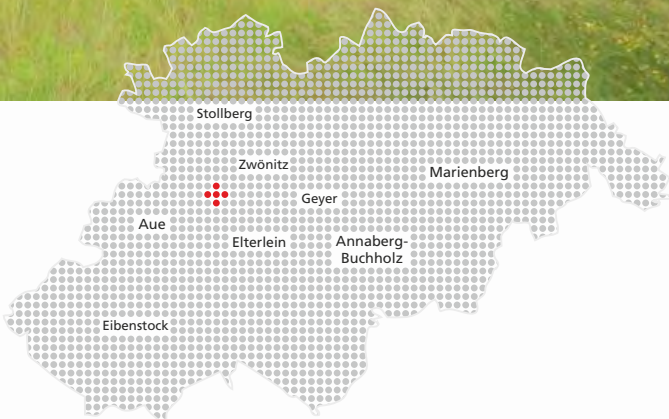 Stollberg
Zwönitz
Marienberg
Geyer
Aue
Elterlein
Annaberg-
Buchholz
Eibenstock